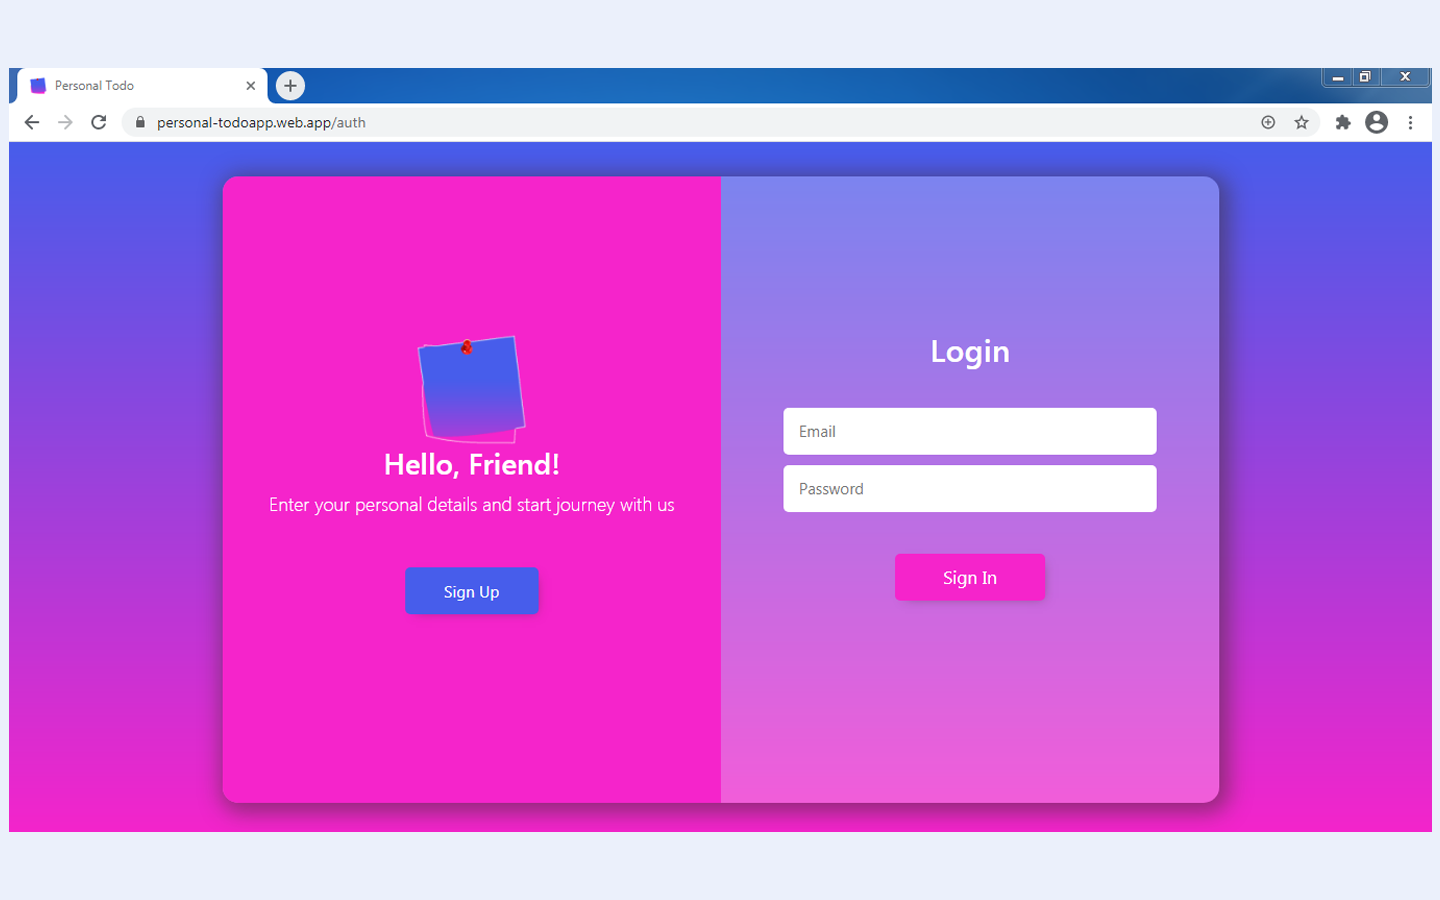 Personal Todo
personal-todoapp.web.app/auth
Hello, Friend!
Enter your personal details and start journey with us
Sign Up
Login
Email
Password
Sign In